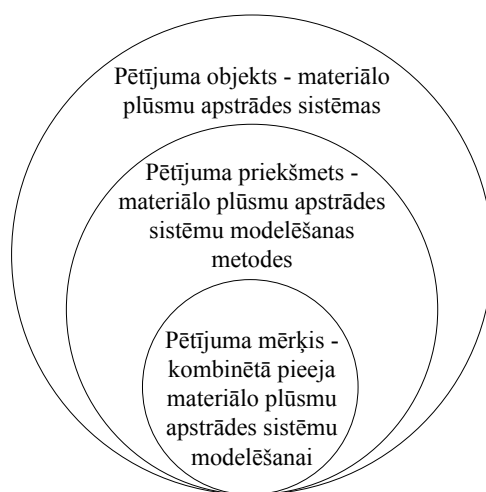 Pētījuma objekts - materiālo
plūsmu apstrādes sistēmas
Pētījuma priekšmets -
materiālo plūsmu apstrādes
sistēmu modelēšanas
metodes
Pētījuma mērķis -
kombinētā pieeja
materiālo plūsmu
apstrādes sistēmu
modelēšanai